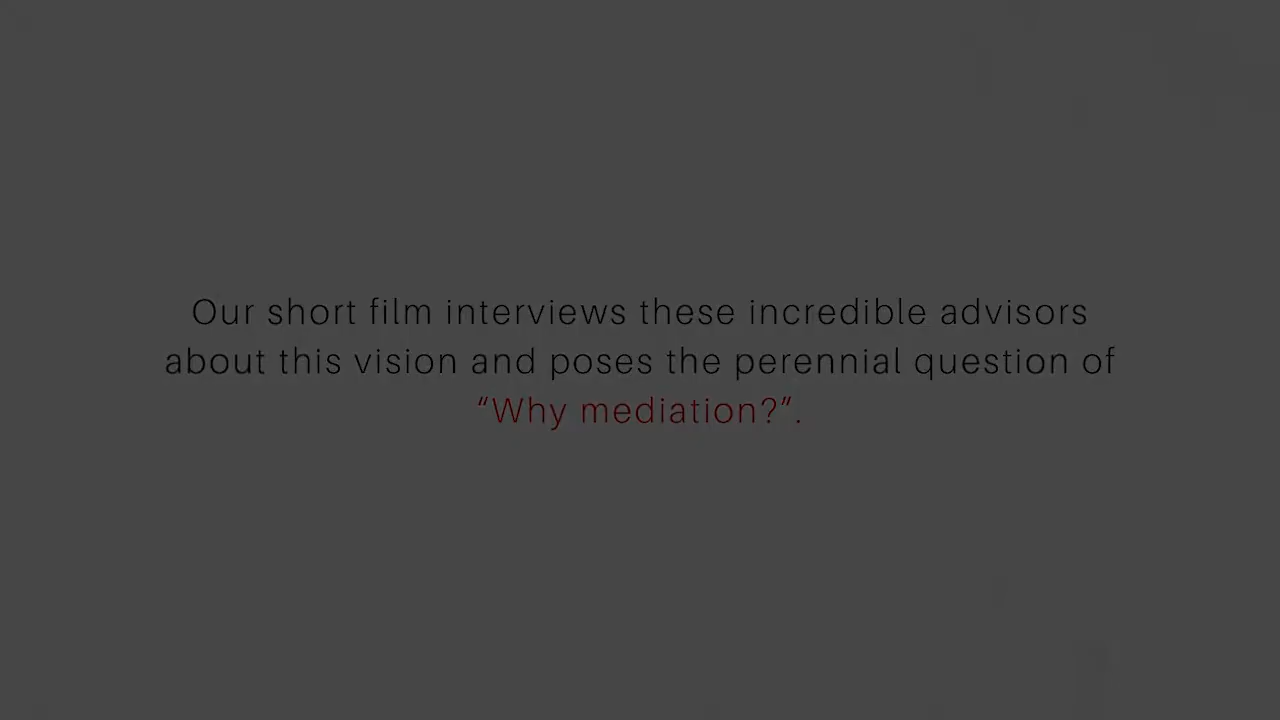 Our short film interviews these incredible advisors
about this vision and poses the perennial question of
“Why mediation?”.